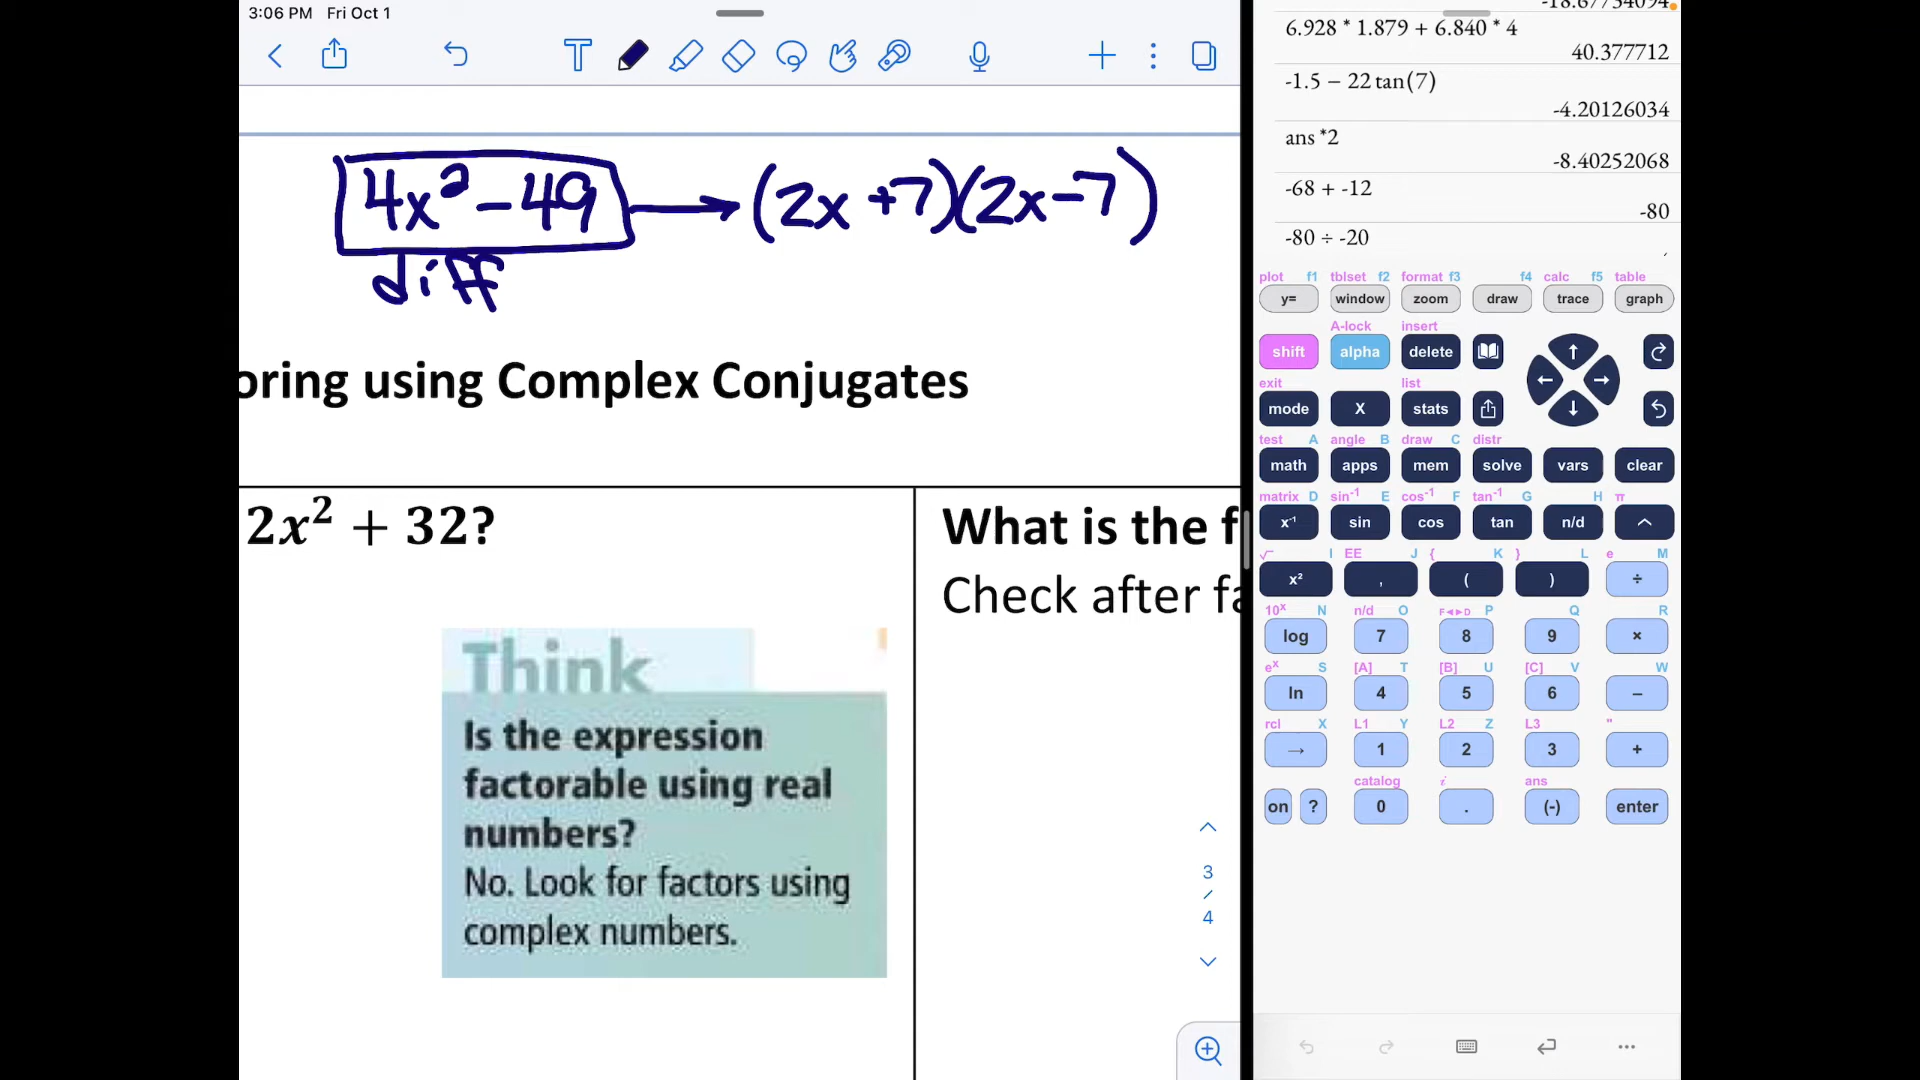 3:06 PM Fri Oct 1
4x² - 49 → (2x + 7)(2x - 7)
diff
oring using Complex Conjugates
2x² + 32?
Think
Is the expression
factorable using real
numbers?
No. Look for factors using
complex numbers.
What is the f
Check after fa
3
/
4
-18.67734094
6.928 * 1.879 + 6.840 * 4
40.377712
-1.5 − 22 tan(7)
-4.20126034
ans *2
-8.40252068
-68 + -12
-80
-80 ÷ -20
plot f1 tblset f2 format f3 f4 calc f5 table
y= window zoom draw trace graph
A-lock insert
shift alpha delete
exit list
mode X stats
test A angle B draw C distr
math apps mem solve vars clear
matrix D sin⁻¹ E cos⁻¹ F tan⁻¹ G H π
x⁻¹ sin cos tan n/d ^
√ I EE J { K } L e M
x² , ( ) ÷
10ˣ N n/d O F◄►D P Q R
log 7 8 9 ×
eˣ S [A] T [B] U [C] V W
ln 4 5 6 −
rcl X L1 Y L2 Z L3 "
→ 1 2 3 +
catalog i ans
on ? 0 . (-) enter